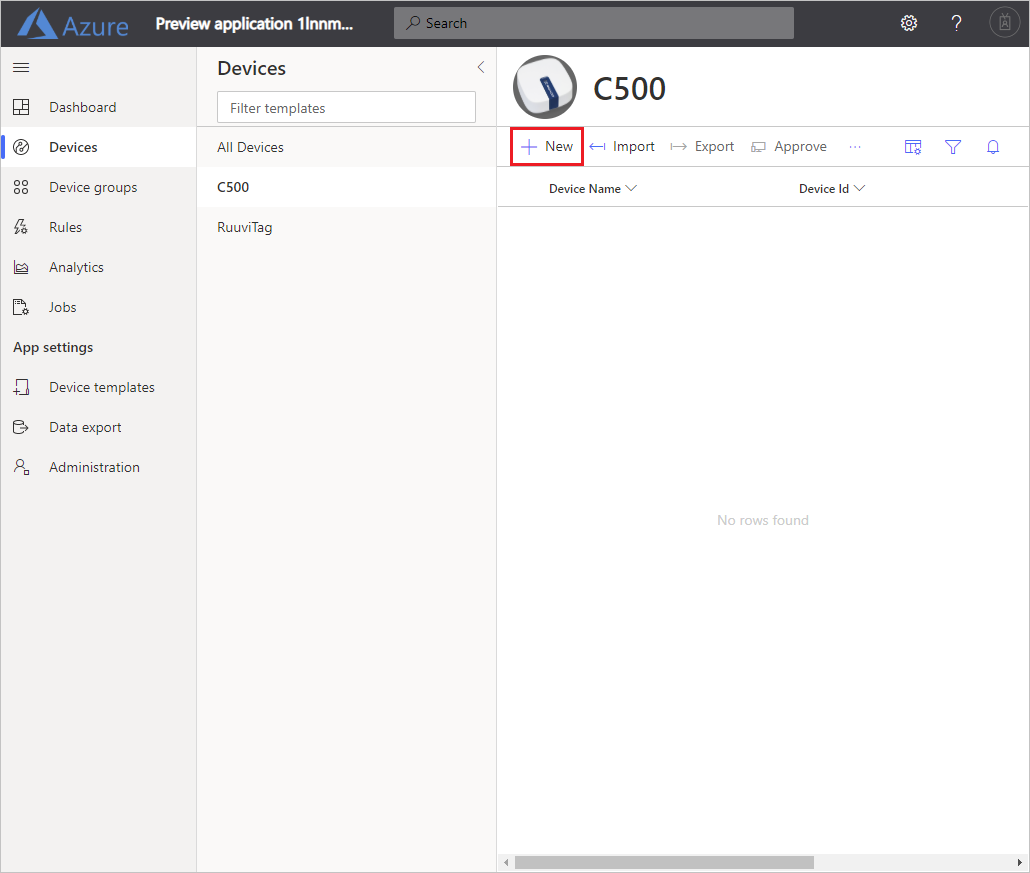 Azure
Preview application 1lnnm...
Search
?
Dashboard
Devices
Device groups
Rules
Analytics
Jobs
App settings
Device templates
Data export
Administration
Devices
Filter templates
All Devices
C500
RuuviTag
C500
New
Import
Export
Approve
...
Device Name
Device Id
No rows found